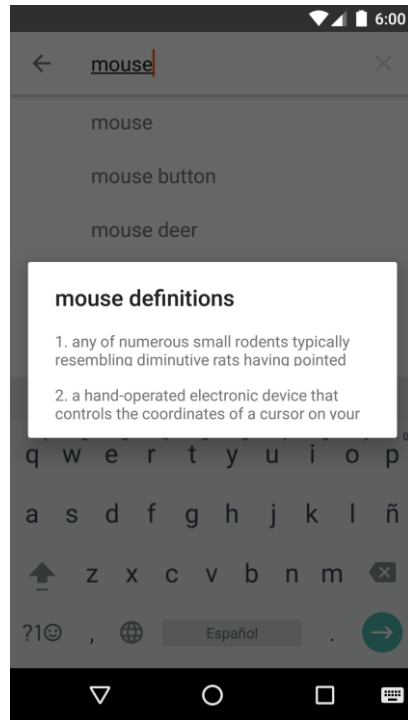 6:00
mouse
mouse
mouse button
mouse deer
mouse definitions
1. any of numerous small rodents typically
resembling diminutive rats having pointed
2. a hand-operated electronic device that
controls the coordinates of a cursor on your
q w e r t y u i o p
a s d f g h j k l ñ
z x c v b n m
?1☺ , Español .